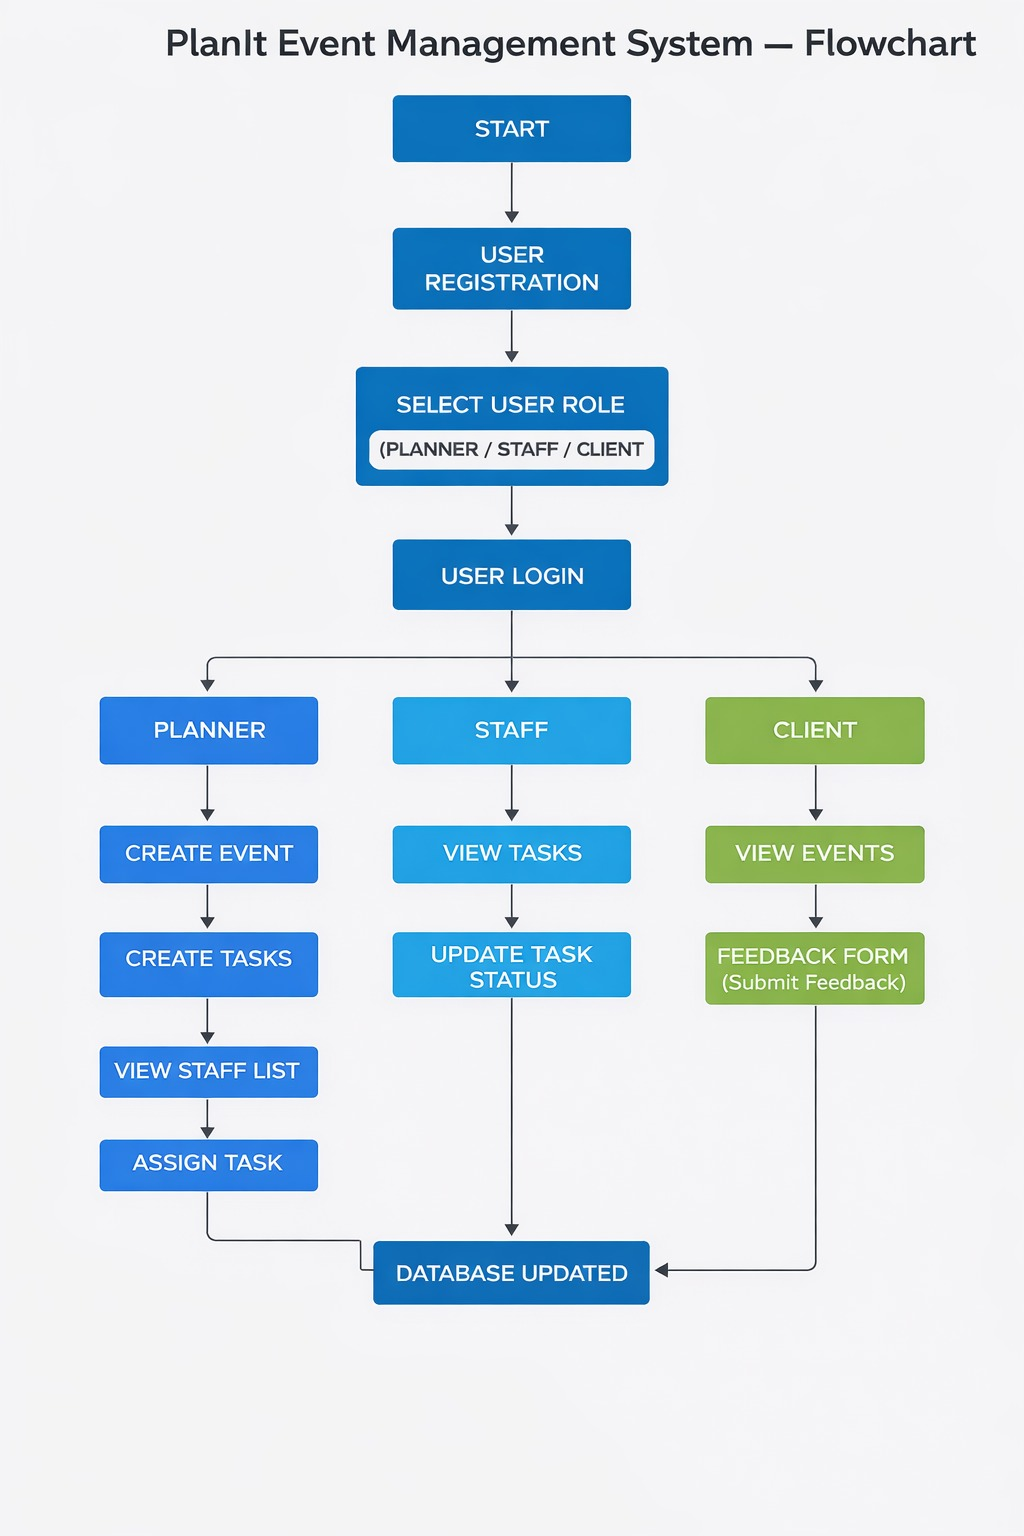 PlanIt Event Management System — Flowchart
START
USER
REGISTRATION
SELECT USER ROLE
(PLANNER / STAFF / CLIENT
USER LOGIN
PLANNER
STAFF
CLIENT
CREATE EVENT
VIEW TASKS
VIEW EVENTS
CREATE TASKS
UPDATE TASK
STATUS
FEEDBACK FORM
(Submit Feedback)
VIEW STAFF LIST
ASSIGN TASK
DATABASE UPDATED